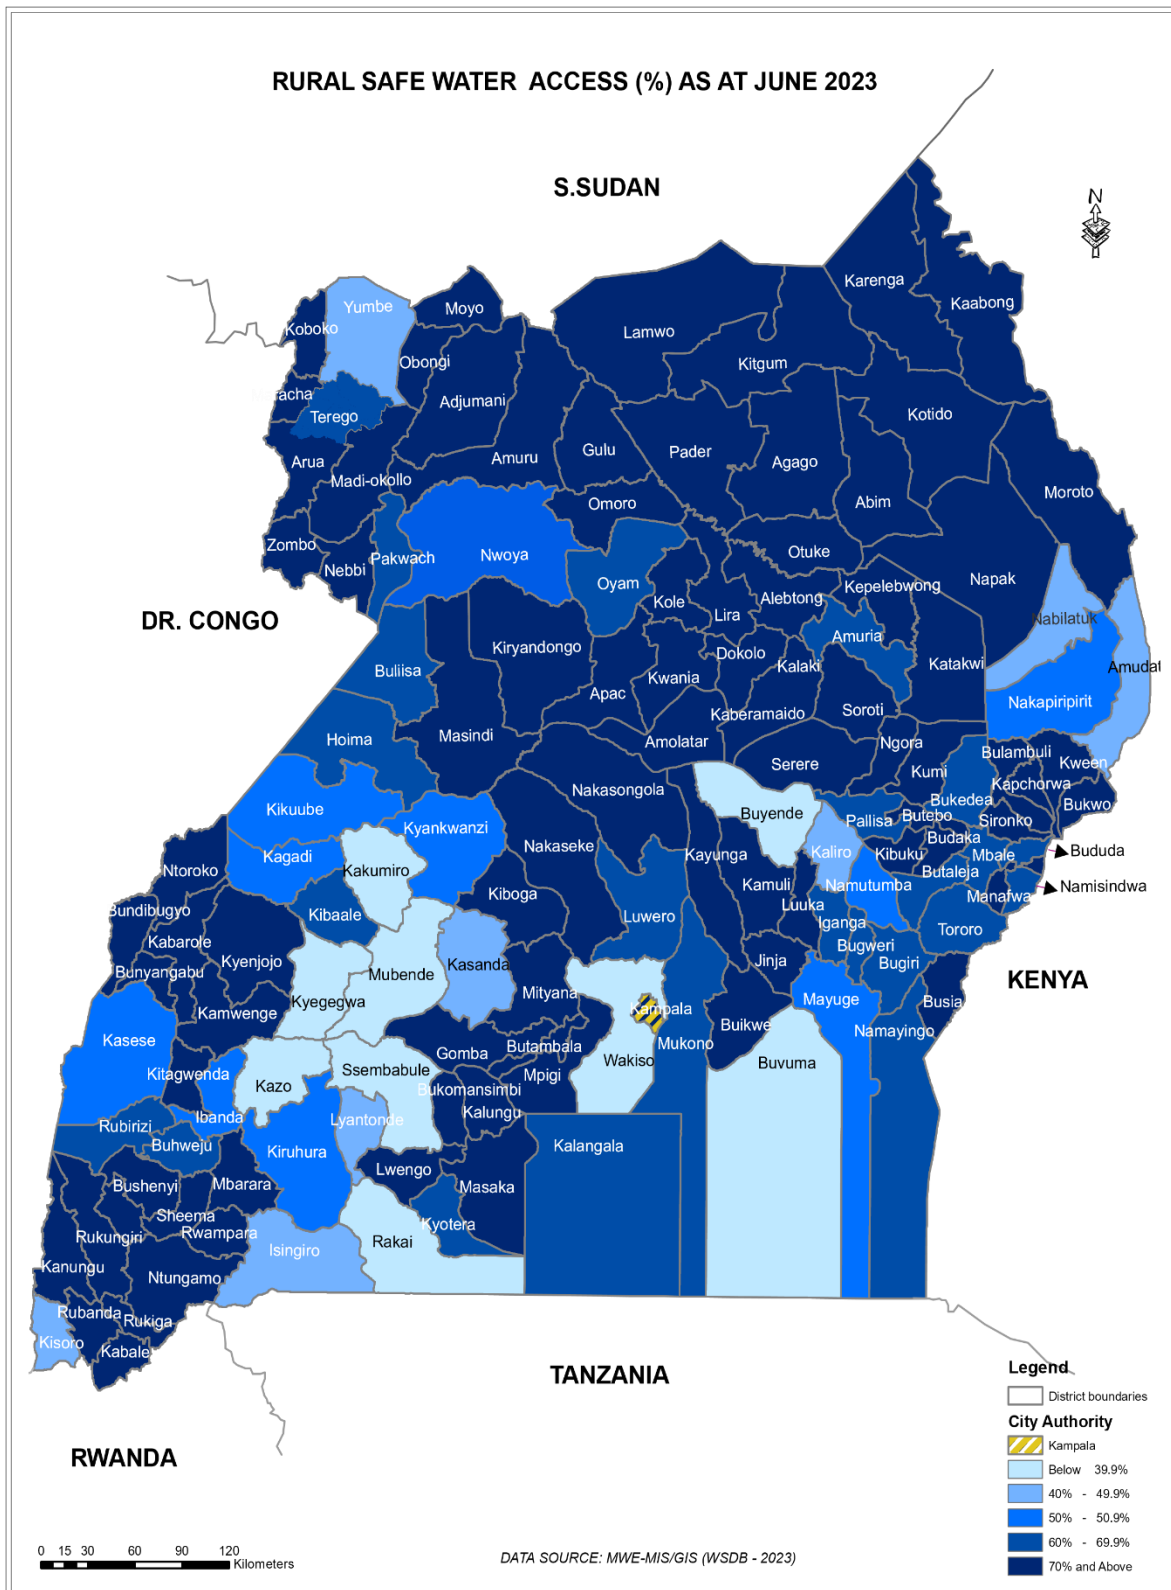 RURAL SAFE WATER ACCESS (%) AS AT JUNE 2023
S.SUDAN
N
Karenga
Kaabong
Yumbe
Moyo
Koboko
Lamwo
Obongi
Kitgum
racha
Adjumani
Terego
Kotido
Gulu
Pader
Agago
Arua
Amuru
Madi-okollo
Moroto
Abim
Omoro
Zombo
Pakwach
Nwoya
Otuke
Nebbi
Napak
Oyam
Kepelebwong
Kole
Lira
Alebtong
DR. CONGO
Nabilatuk
Kiryandongo
Amuria
Dokolo
Katakwi
Amudat
Buliisa
Kwania
Kalaki
Apac
Nakapiripirit
Kaberamaido
Soroti
Masindi
Hoima
Amolatar
Ngora
Bulambuli
Serere
Kween
Kumi
Kapchorwa
Nakasongola
Bukedea
Bukwo
Kikuube
Buyende
Butebo
Pallisa
Sironko
Kyankwanzi
Budaka
Nakaseke
Kaliro
Kibuku
Mbale
Bududa
Kagadi
Kayunga
Ntoroko
Kakumiro
Butaleja
Kamuli
Namutumba
Namisindwa
Kiboga
Manafwa
Luuka
Bundibugyo
Kibaale
Luwero
Iganga
Tororo
Kabarole
Mubende
Kasanda
Bugweri
Kyenjojo
Jinja
Bugiri
Bunyangabu
Mityana
KENYA
Kyegegwa
Mayuge
Busia
Kamwenge
Kampala
Buikwe
Namayingo
Kasese
Butambala
Mukono
Gomba
Wakiso
Buvuma
Kitagwenda
Ssembabule
Mpigi
Kazo
Bukomansimbi
Ibanda
Lyantonde
Kalungu
Rubirizi
Buhweju
Kiruhura
Kalangala
Lwengo
Bushenyi
Mbarara
Masaka
Sheema
Kyotera
Rukungiri
Rwampara
Rakai
Isingiro
Kanungu
Ntungamo
Rubanda
Rukiga
Kisoro
Kabale
TANZANIA
RWANDA
Legend
District boundaries
City Authority
Kampala
Below 39.9%
40% - 49.9%
50% - 50.9%
60% - 69.9%
70% and Above
0 15 30 60 90 120
Kilometers
DATA SOURCE: MWE-MIS/GIS (WSDB - 2023)